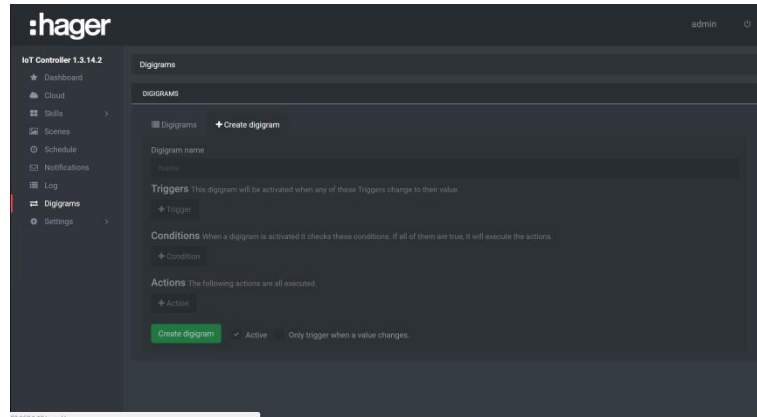 :hager
admin
IoT Controller 1.3.14.2
Dashboard
Cloud
Skills
Scenes
Schedule
Notifications
Log
Digigrams
Settings
Digigrams
DIGIGRAMS
Digigrams
+ Create digigram
Digigram name
Name
Triggers This digigram will be activated when any of these Triggers change to their value.
+ Trigger
Conditions When a digigram is activated it checks these conditions. If all of them are true, it will execute the actions.
+ Condition
Actions The following actions are all executed.
+ Action
Create digigram Active Only trigger when a value changes.